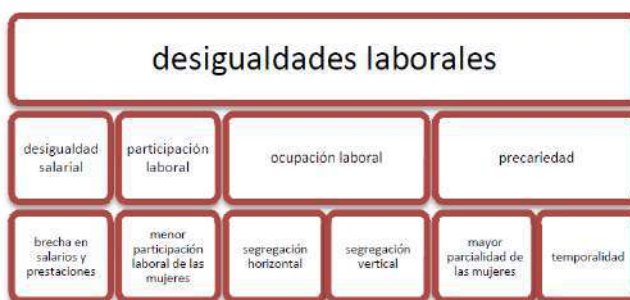 desigualdades laborales
desigualdad
salarial
participación
laboral
ocupación laboral
precariedad
brecha en
salarios y
prestaciones
menor
participación
laboral de las
mujeres
segregación
horizontal
segregación
vertical
mayor
parcialidad de
las mujeres
temporalidad